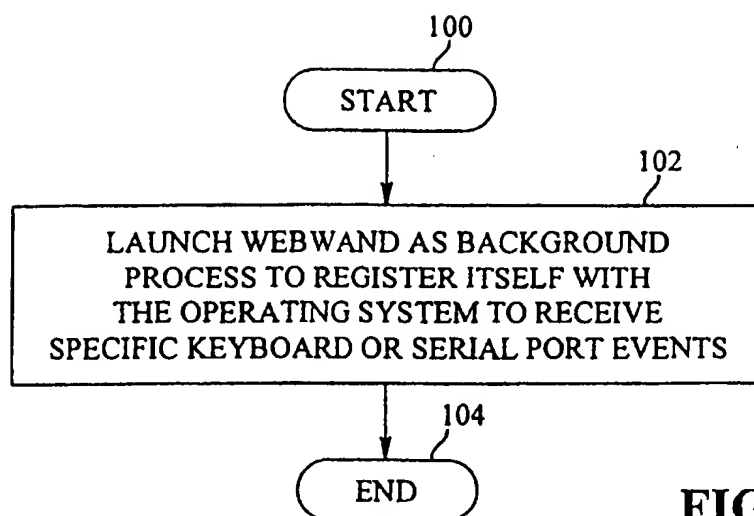 100
START
102
LAUNCH WEBWAND AS BACKGROUND
PROCESS TO REGISTER ITSELF WITH
THE OPERATING SYSTEM TO RECEIVE
SPECIFIC KEYBOARD OR SERIAL PORT EVENTS
104
END
FIG